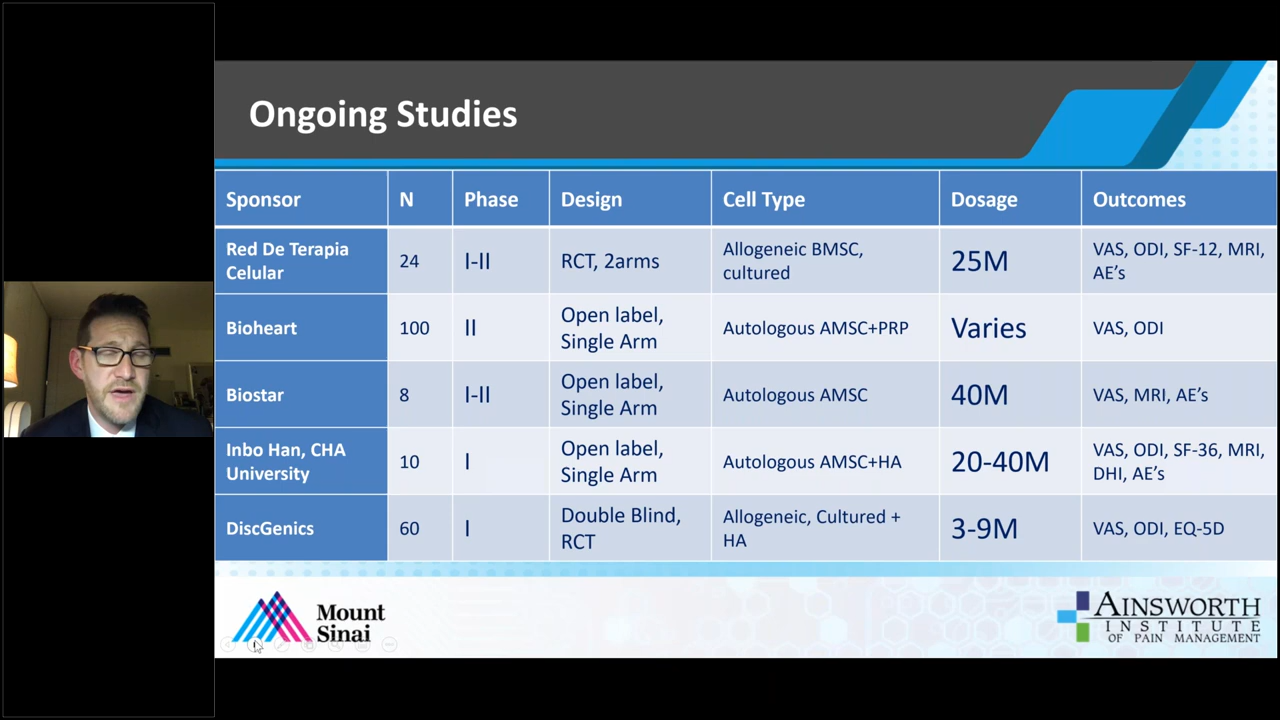 Ongoing Studies
Sponsor N Phase Design Cell Type Dosage Outcomes
Red De Terapia
Celular
24
I-II
RCT, 2arms
Allogeneic BMSC,
cultured
25M
VAS, ODI, SF-12, MRI,
AE's
Bioheart
100
II
Open label,
Single Arm
Autologous AMSC+PRP
Varies
VAS, ODI
Biostar
8
I-II
Open label,
Single Arm
Autologous AMSC
40M
VAS, MRI, AE's
Inbo Han, CHA
University
10
I
Open label,
Single Arm
Autologous AMSC+HA
20-40M
VAS, ODI, SF-36, MRI,
DHI, AE's
DiscGenics
60
I
Double Blind,
RCT
Allogeneic, Cultured +
HA
3-9M
VAS, ODI, EQ-5D
Mount
Sinai
AINSWORTH
INSTITUTE
OF PAIN MANAGEMENT